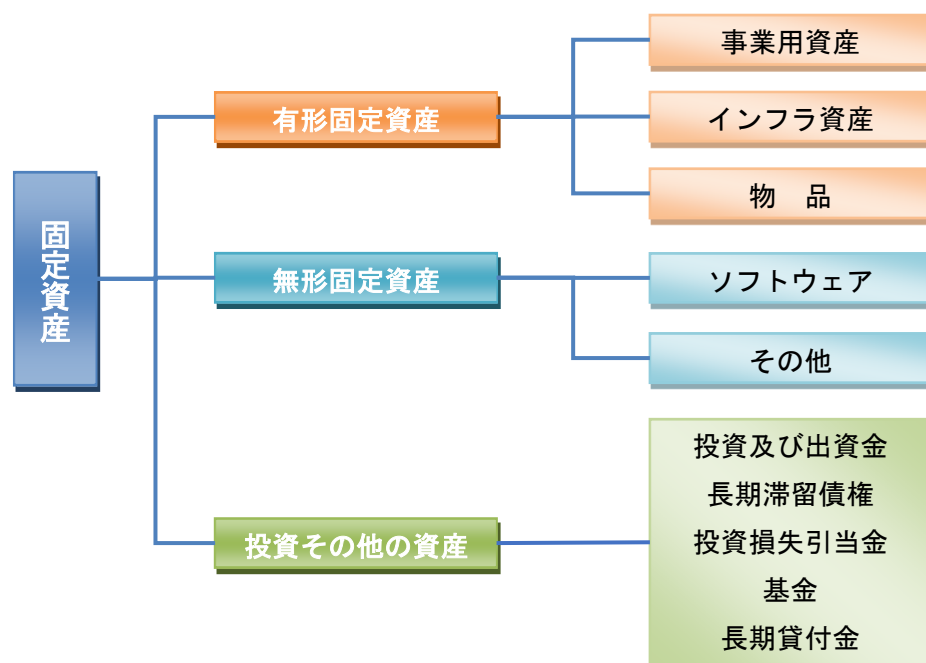 固定資産
有形固定資産
事業用資産
インフラ資産
物　品
無形固定資産
ソフトウェア
その他
投資その他の資産
投資及び出資金
長期滞留債権
投資損失引当金
基金
長期貸付金